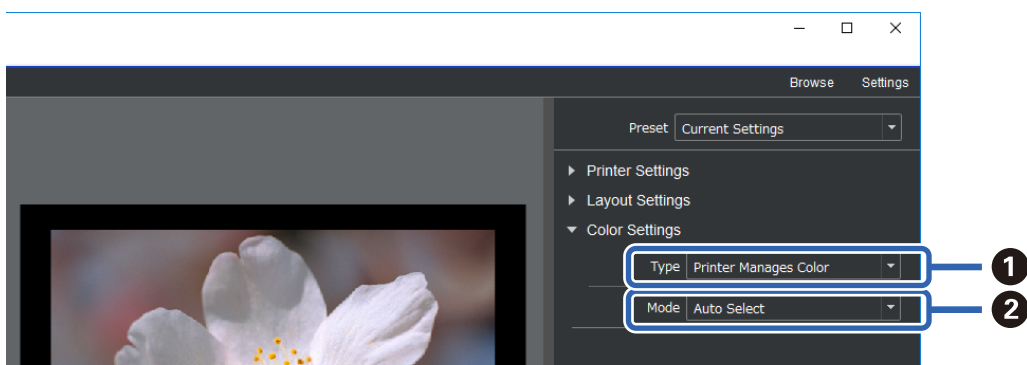 Browse Settings
Preset Current Settings
Printer Settings
Layout Settings
Color Settings
Type Printer Manages Color
1
Mode Auto Select
2